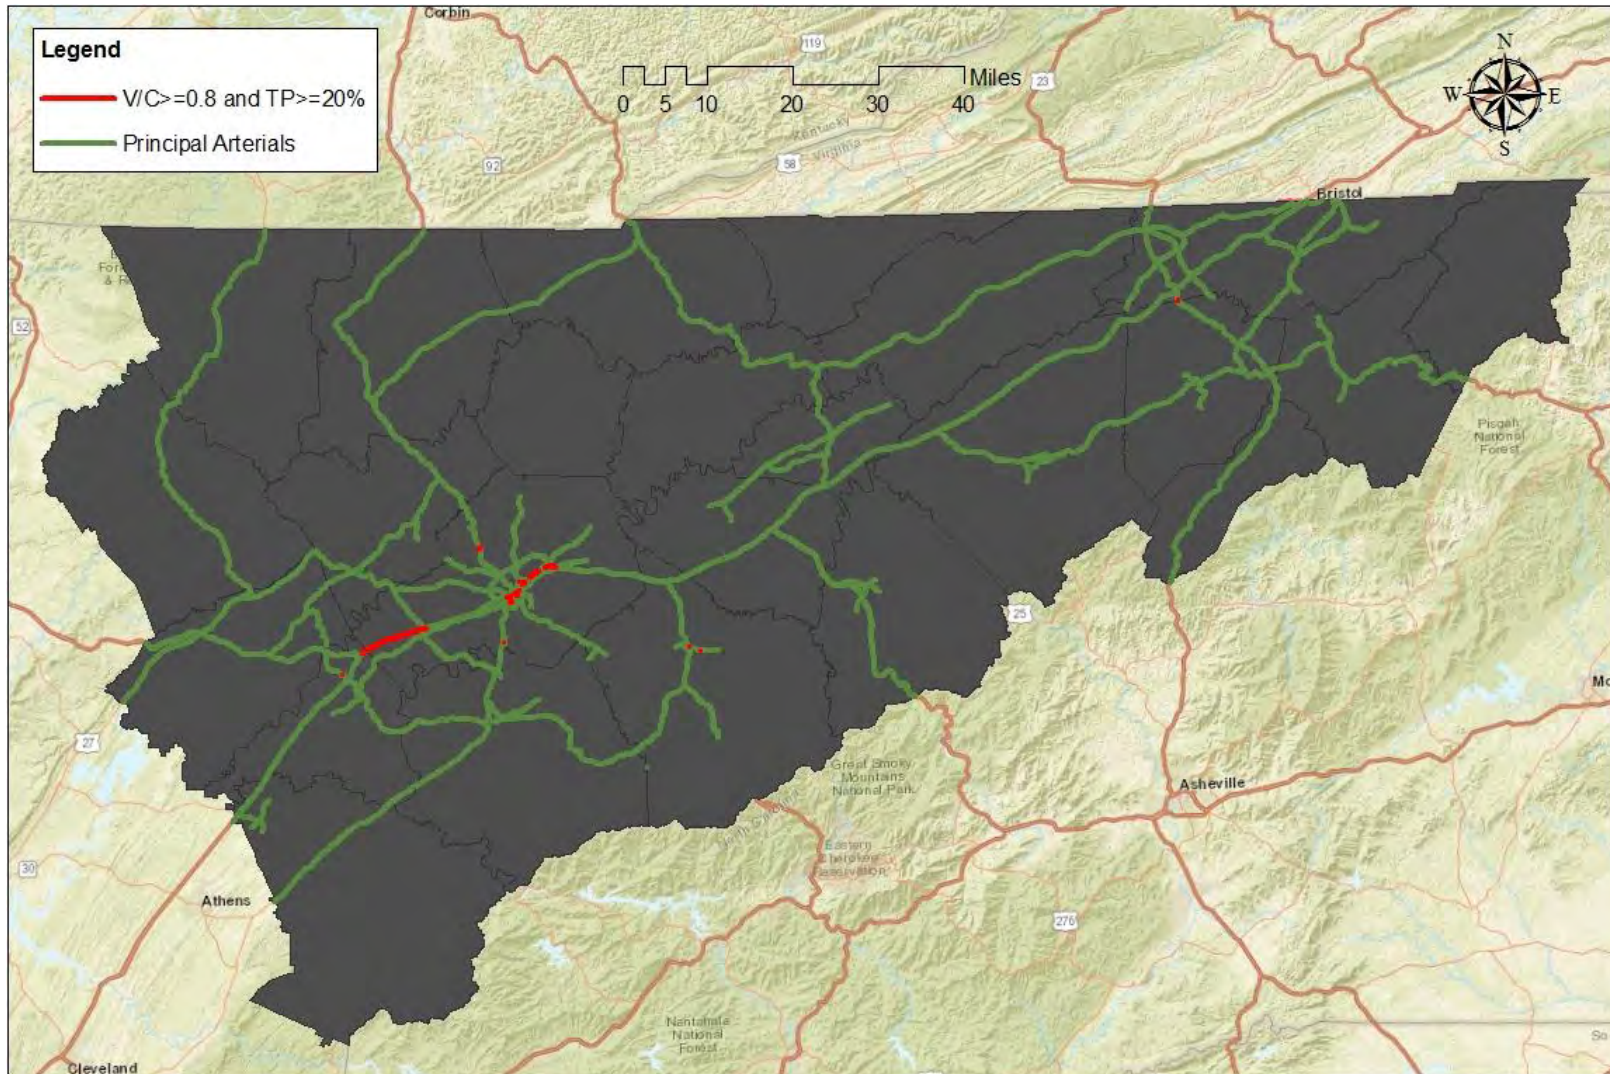 Corbin
Legend
V/C>=0.8 and TP>=20%
Principal Arterials
119
Miles
0 5 10 20 30 40
23
N
W E
S
Kentucky
Virginia
92
58
Bristol
52
Pisgah
National
Forest
25
27
Great Smoky
Mountains
National Park
Asheville
Eastern
Cherokee
Reservation
30
Athens
276
Nantahala
National
Forest
Cleveland